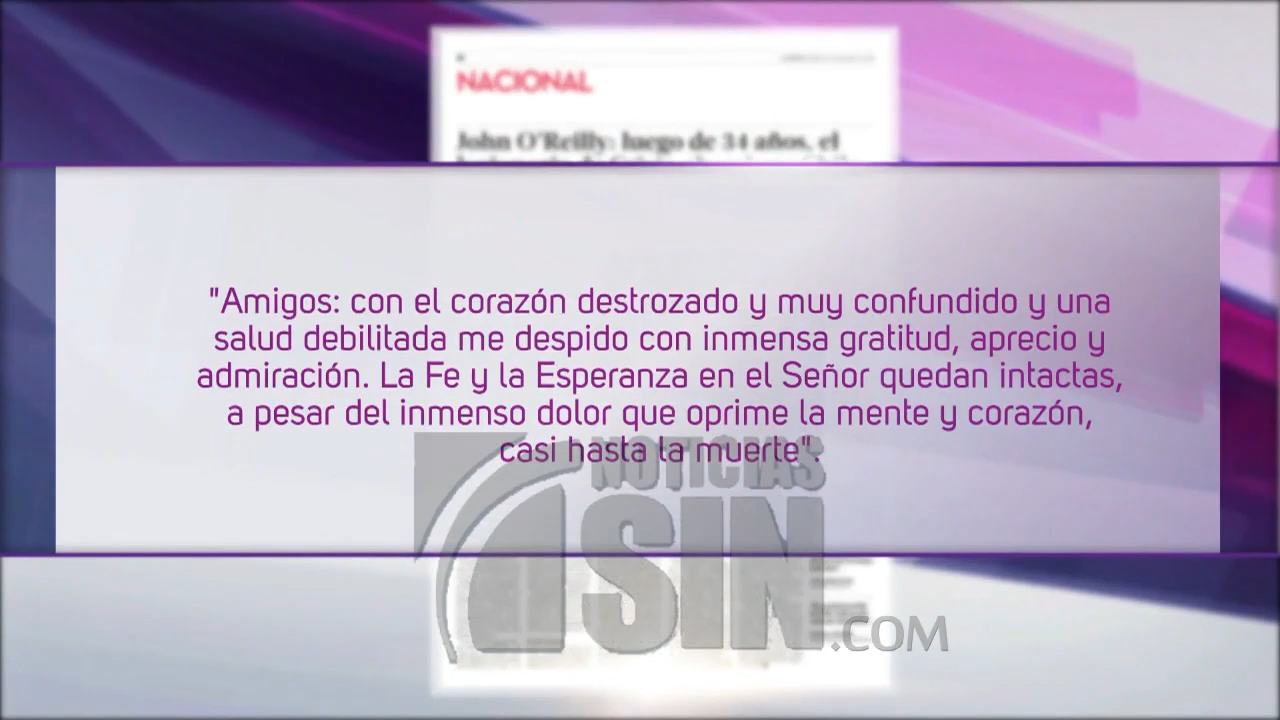 NACIONAL
John O'Reilly: luego de 34 años, el
"Amigos: con el corazón destrozado y muy confundido y una
salud debilitada me despido con inmensa gratitud, aprecio y
admiración. La Fe y la Esperanza en el Señor quedan intactas,
a pesar del inmenso dolor que oprime la mente y corazón,
casi hasta la muerte".
NOTICIAS
SIN
.COM